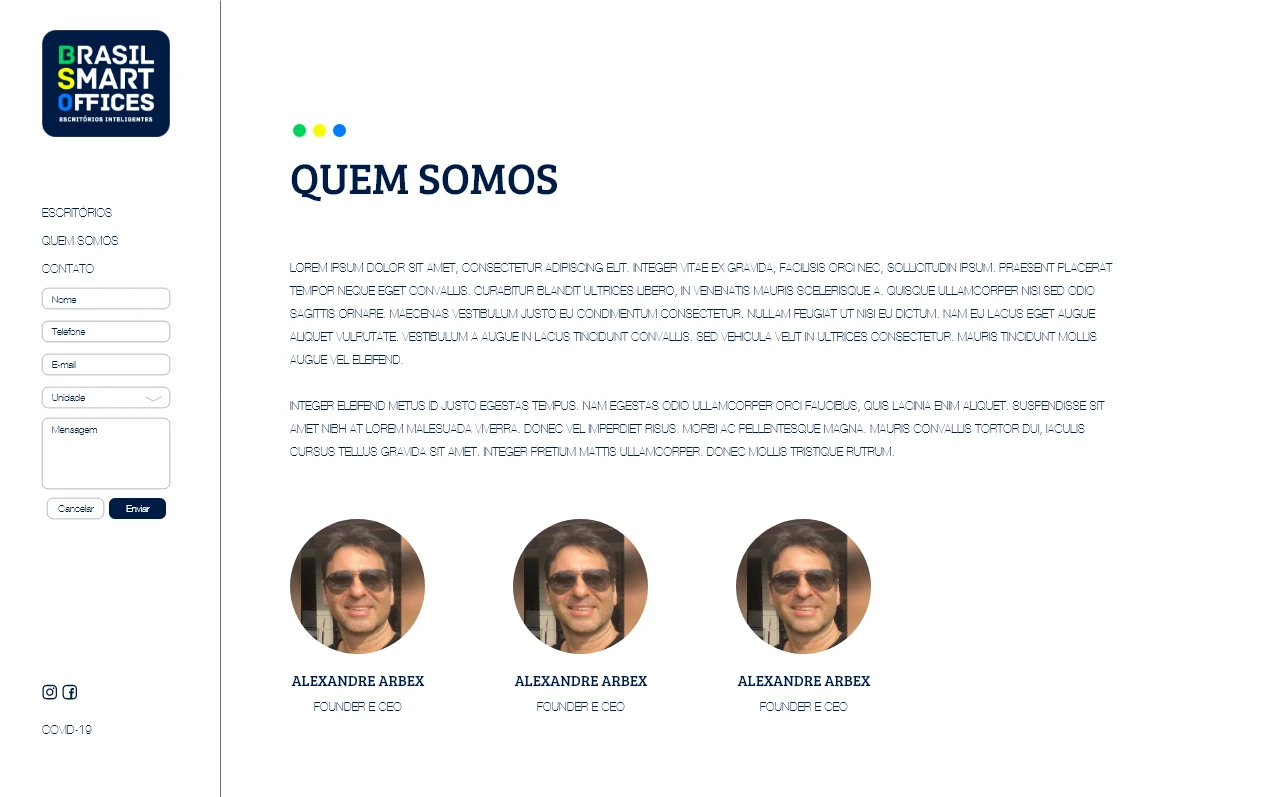 BRASIL
SMART
OFFICES
ESCRITÓRIOS INTELIGENTES
ESCRITÓRIOS
QUEM SOMOS
CONTATO
Nome
Telefone
E-mail
Unidade
Mensagem
Cancelar Enviar
COVID-19
QUEM SOMOS
LOREM IPSUM DOLOR SIT AMET, CONSECTETUR ADIPISCING ELIT. INTEGER VITAE EX GRAVIDA, FACILISIS ORCI NEC, SOLLICITUDIN IPSUM. PRAESENT PLACERAT
TEMPOR NEQUE EGET CONVALLIS. CURABITUR BLANDIT ULTRICES LIBERO, IN VENENATIS MAURIS SCELERISQUE A. QUISQUE ULLAMCORPER NISI SED ODIO
SAGITTIS ORNARE. MAECENAS VESTIBULUM JUSTO EU CONDIMENTUM CONSECTETUR. NULLAM FEUGIAT UT NISI EU DICTUM. NAM EU LACUS EGET AUGUE
ALIQUET VULPUTATE. VESTIBULUM A AUGUE IN LACUS TINCIDUNT CONVALLIS. SED VEHICULA VELIT IN ULTRICES CONSECTETUR. MAURIS TINCIDUNT MOLLIS
AUGUE VEL ELEIFEND.
INTEGER ELEIFEND METUS ID JUSTO EGESTAS TEMPUS. NAM EGESTAS ODIO ULLAMCORPER ORCI FAUCIBUS, QUIS LACINIA ENIM ALIQUET. SUSPENDISSE SIT
AMET NIBH AT LOREM MALESUADA VIVERRA. DONEC VEL IMPERDIET RISUS. MORBI AC PELLENTESQUE MAGNA. MAURIS CONVALLIS TORTOR DUI, IACULIS
CURSUS TELLUS GRAVIDA SIT AMET. INTEGER PRETIUM MATTIS ULLAMCORPER. DONEC MOLLIS TRISTIQUE RUTRUM.
ALEXANDRE ARBEX ALEXANDRE ARBEX ALEXANDRE ARBEX
FOUNDER E CEO FOUNDER E CEO FOUNDER E CEO